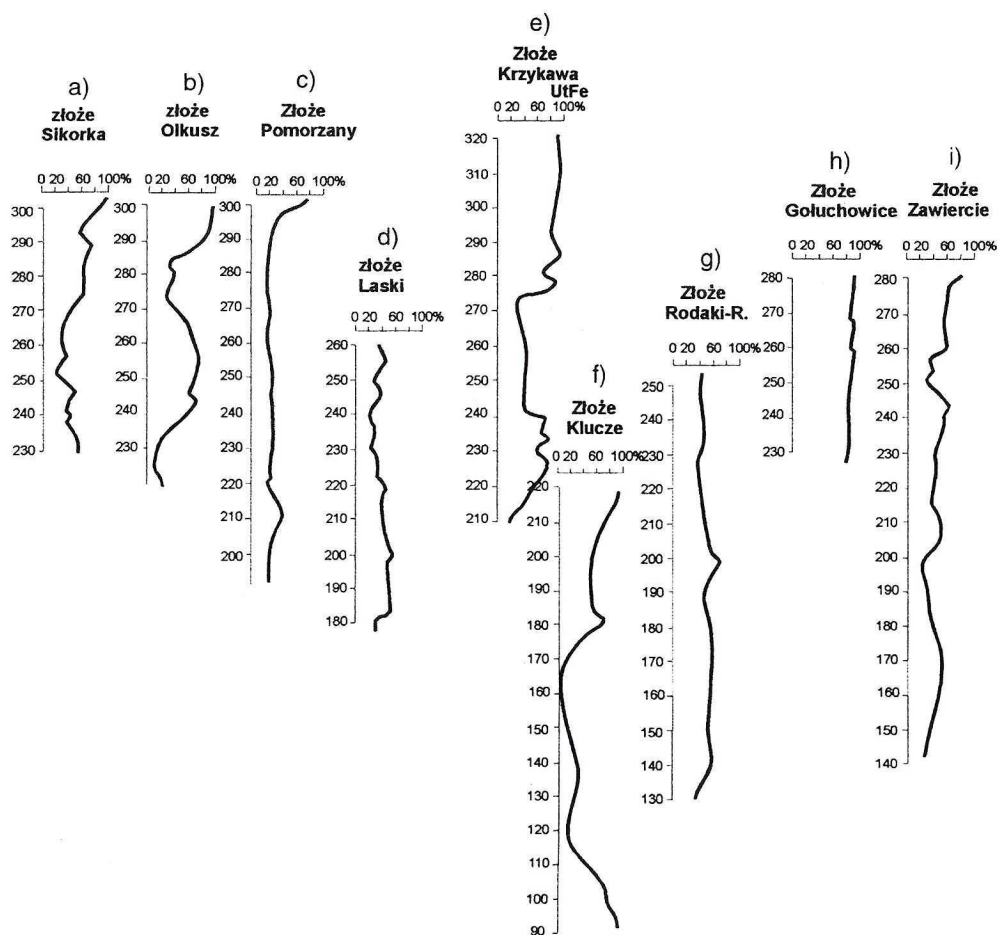 a)
złoże
Sikorka
0 20 60 100%
300
290
280
270
260
250
240
230
b)
złoże
Olkusz
0 20 60 100%
300
290
280
270
260
250
240
230
220
c)
Złoże
Pomorzany
0 20 60 100%
300
290
280
270
260
250
240
230
220
210
200
d)
złoże
Laski
0 20 60 100%
260
250
240
230
220
200
190
180
e)
Złoże
Krzykawa
UtFe
0 20 60 100%
320
310
300
290
280
270
260
250
240
230
220
210
f)
Złoże
Klucze
0 20 60 100%
220
210
200
190
180
170
160
150
130
120
110
100
90
g)
Złoże
Rodaki-R.
0 20 60 100%
250
230
220
210
200
190
180
170
160
150
140
130
h)
Złoże
Gołuchowice
0 20 60 100%
280
270
260
250
240
230
i)
Złoże
Zawiercie
0 20 60 100%
280
270
260
250
240
230
220
210
200
190
180
170
160
150
140